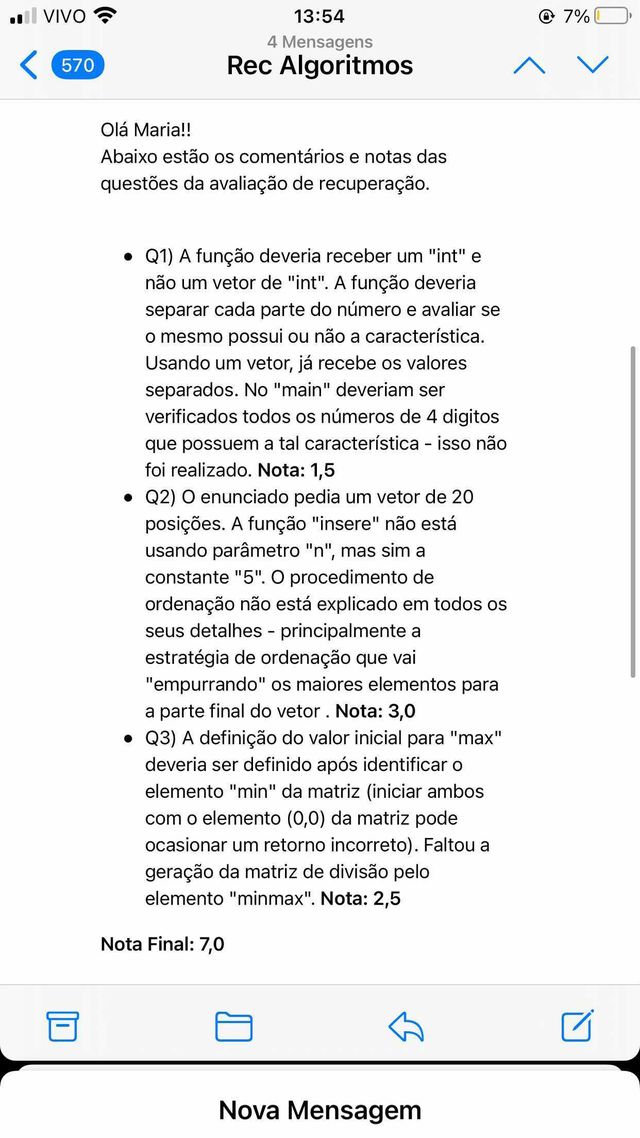 VIVO 13:54 7%
4 Mensagens
570 Rec Algoritmos
Olá Maria!!
Abaixo estão os comentários e notas das
questões da avaliação de recuperação.
• Q1) A função deveria receber um "int" e
não um vetor de "int". A função deveria
separar cada parte do número e avaliar se
o mesmo possui ou não a característica.
Usando um vetor, já recebe os valores
separados. No "main" deveriam ser
verificados todos os números de 4 digitos
que possuem a tal característica - isso não
foi realizado. Nota: 1,5
• Q2) O enunciado pedia um vetor de 20
posições. A função "insere" não está
usando parâmetro "n", mas sim a
constante "5". O procedimento de
ordenação não está explicado em todos os
seus detalhes - principalmente a
estratégia de ordenação que vai
"empurrando" os maiores elementos para
a parte final do vetor . Nota: 3,0
• Q3) A definição do valor inicial para "max"
deveria ser definido após identificar o
elemento "min" da matriz (iniciar ambos
com o elemento (0,0) da matriz pode
ocasionar um retorno incorreto). Faltou a
geração da matriz de divisão pelo
elemento "minmax". Nota: 2,5
Nota Final: 7,0
Nova Mensagem